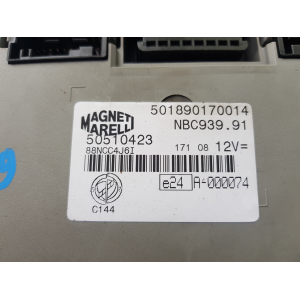 MAGNETI MARELLI
501890170014
NBC939.91
50510423
88NCC4J6I
171 08 12V=
C144
e24 A-000074